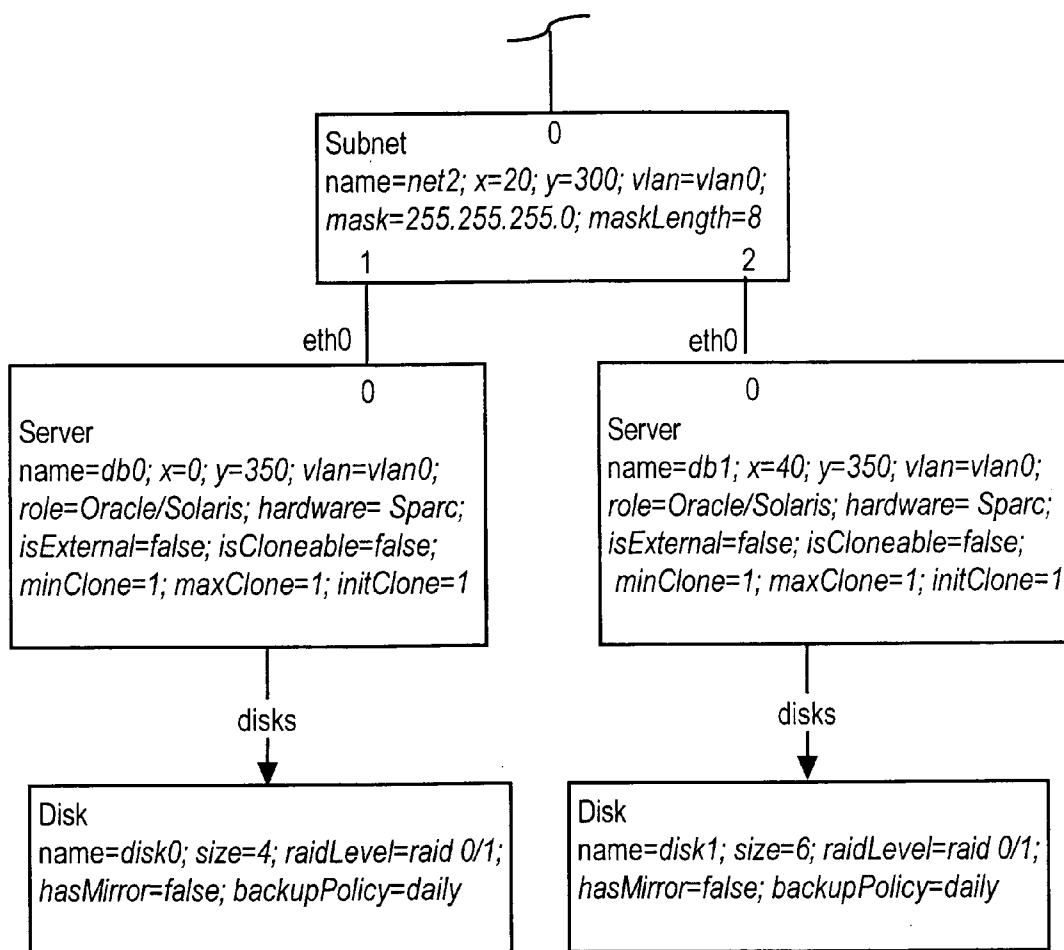 0
Subnet
name=net2; x=20; y=300; vlan=vlan0;
mask=255.255.255.0; maskLength=8
1
2
eth0
eth0
0
Server
name=db0; x=0; y=350; vlan=vlan0;
role=Oracle/Solaris; hardware= Sparc;
isExternal=false; isCloneable=false;
minClone=1; maxClone=1; initClone=1
0
Server
name=db1; x=40; y=350; vlan=vlan0;
role=Oracle/Solaris; hardware= Sparc;
isExternal=false; isCloneable=false;
minClone=1; maxClone=1; initClone=1
disks
disks
Disk
name=disk0; size=4; raidLevel=raid 0/1;
hasMirror=false; backupPolicy=daily
Disk
name=disk1; size=6; raidLevel=raid 0/1;
hasMirror=false; backupPolicy=daily